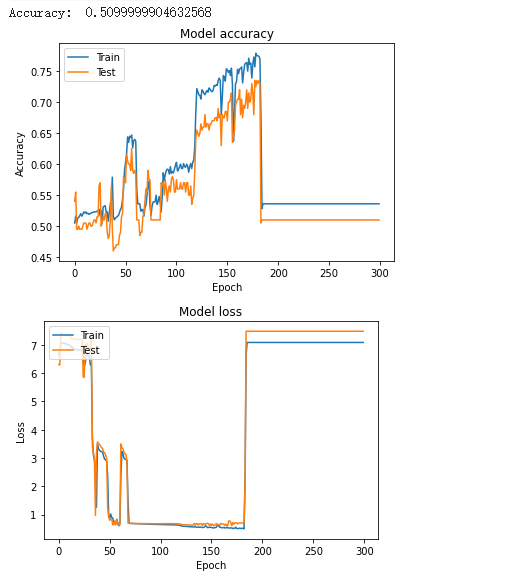 Accuracy: 0.5099999904632568
Model accuracy
Train
Test
0.75
0.70
0.65
0.60
0.55
0.50
0.45
Accuracy
0
50
100
150
200
250
300
Epoch
Model loss
Train
Test
7
6
5
4
3
2
1
Loss
0
50
100
150
200
250
300
Epoch